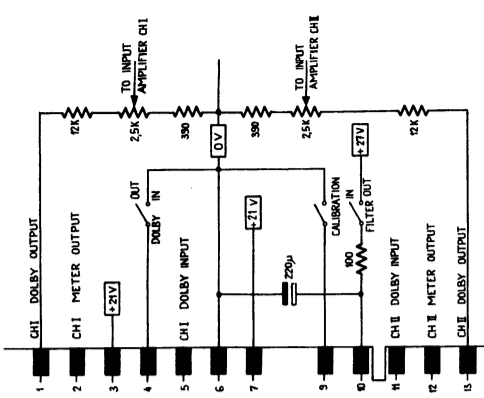 CH I DOLBY OUTPUT
CH I METER OUTPUT
+21V
CH I DOLBY INPUT
+21V
CH II DOLBY INPUT
CH II METER OUTPUT
CH II DOLBY OUTPUT
1
2
3
4
5
6
7
9
10
11
12
13
OUT
DOLBY IN
220µ
CALIBRATION
100
IN
FILTER OUT
12K
2,5K
390
0V
390
2,5K
+27V
12K
TO INPUT
AMPLIFIER CH I
TO INPUT
AMPLIFIER CH II